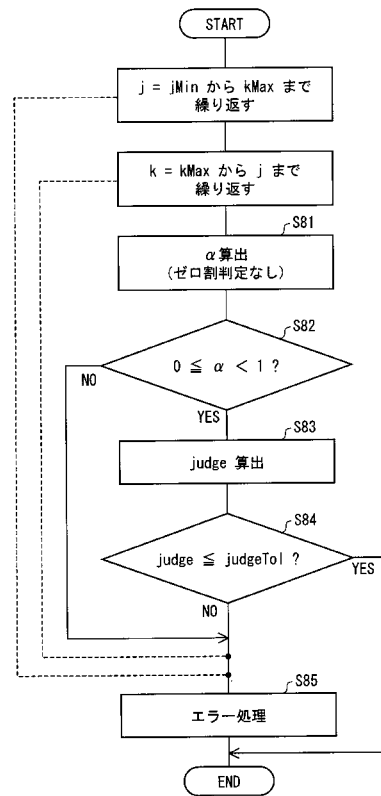 START
j = jMin から kMax まで
繰り返す
k = kMax から j まで
繰り返す
S81
α算出
(ゼロ割判定なし)
S82
0 ≦ α < 1 ?
NO
YES
S83
judge 算出
S84
judge ≦ judgeTol ?
YES
NO
S85
エラー処理
END